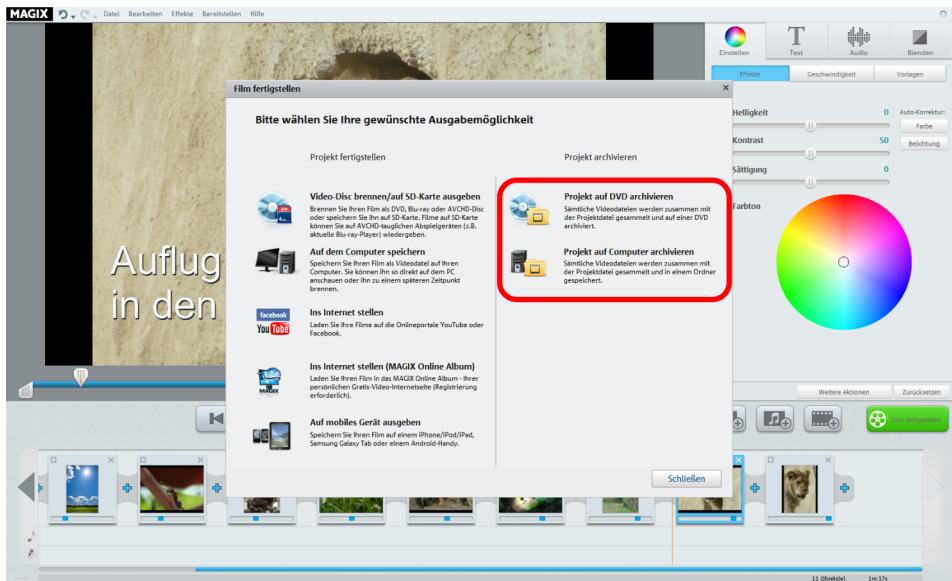 MAGIX Datei Bearbeiten Effekte Bereitstellen Hilfe
Einstellen Text Audio Blenden
Effekte Geschwindigkeit Vorlagen
Helligkeit 0 Auto-Korrektur:
Farbe
Kontrast 50 Belichtung
Sättigung 0
Farbton
Auflug
in den
Film fertigstellen
Bitte wählen Sie Ihre gewünschte Ausgabemöglichkeit
Projekt fertigstellen
Video-Disc brennen/auf SD-Karte ausgeben
Brennen Sie Ihren Film als DVD, Blu-ray oder AVCHD-Disc
oder speichern Sie ihn auf SD-Karte. Filme auf SD-Karte
können Sie auf AVCHD-tauglichen Abspielgeräten (z.B.
aktuelle Blu-ray-Player) wiedergeben.
Auf dem Computer speichern
Speichern Sie Ihren Film als Videodatei auf Ihren
Computer. Sie können ihn so direkt auf dem PC
anschauen oder ihn zu einem späteren Zeitpunkt
brennen.
facebook
You Tube
Ins Internet stellen
Laden Sie Ihre Filme auf die Onlineportale YouTube oder
Facebook.
MAGIX
Ins Internet stellen (MAGIX Online Album)
Laden Sie Ihren Film in das MAGIX Online Album - Ihrer
persönlichen Gratis-Video-Internetseite (Registrierung
erforderlich).
Auf mobiles Gerät ausgeben
Speichern Sie Ihren Film auf einem iPhone/iPod/iPad,
Samsung Galaxy Tab oder einem Android-Handy.
Projekt archivieren
Projekt auf DVD archivieren
Sämtliche Videodateien werden zusammen mit
der Projektdatei gesammelt und auf einer DVD
archiviert.
Projekt auf Computer archivieren
Sämtliche Videodateien werden zusammen mit
der Projektdatei gesammelt und in einem Ordner
gespeichert.
Schließen
Weitere Aktionen Zurücksetzen
Film fertigstellen
11 Objekte) 1m:17s